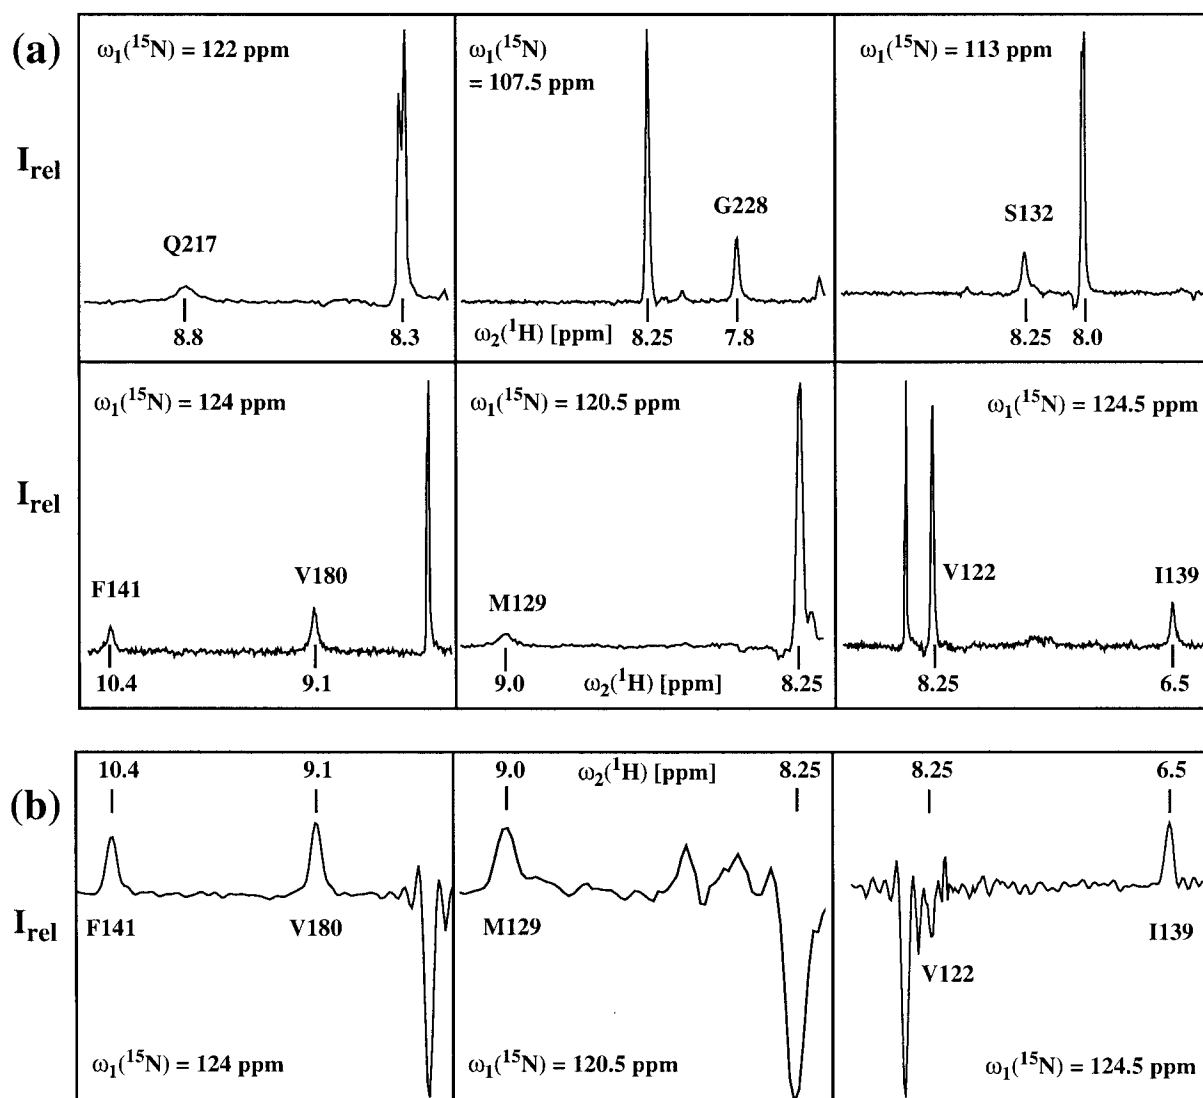 (a)
ω1(15N) = 122 ppm
Irel
Q217
8.8
8.3
ω1(15N)
= 107.5 ppm
G228
ω2(1H) [ppm]
8.25
7.8
ω1(15N) = 113 ppm
S132
8.25
8.0
ω1(15N) = 124 ppm
Irel
F141
V180
10.4
9.1
ω1(15N) = 120.5 ppm
M129
9.0
ω2(1H) [ppm]
8.25
ω1(15N) = 124.5 ppm
V122
I139
8.25
6.5
(b)
10.4
9.1
Irel
F141
V180
ω1(15N) = 124 ppm
9.0
ω2(1H) [ppm]
8.25
M129
ω1(15N) = 120.5 ppm
8.25
6.5
V122
I139
ω1(15N) = 124.5 ppm